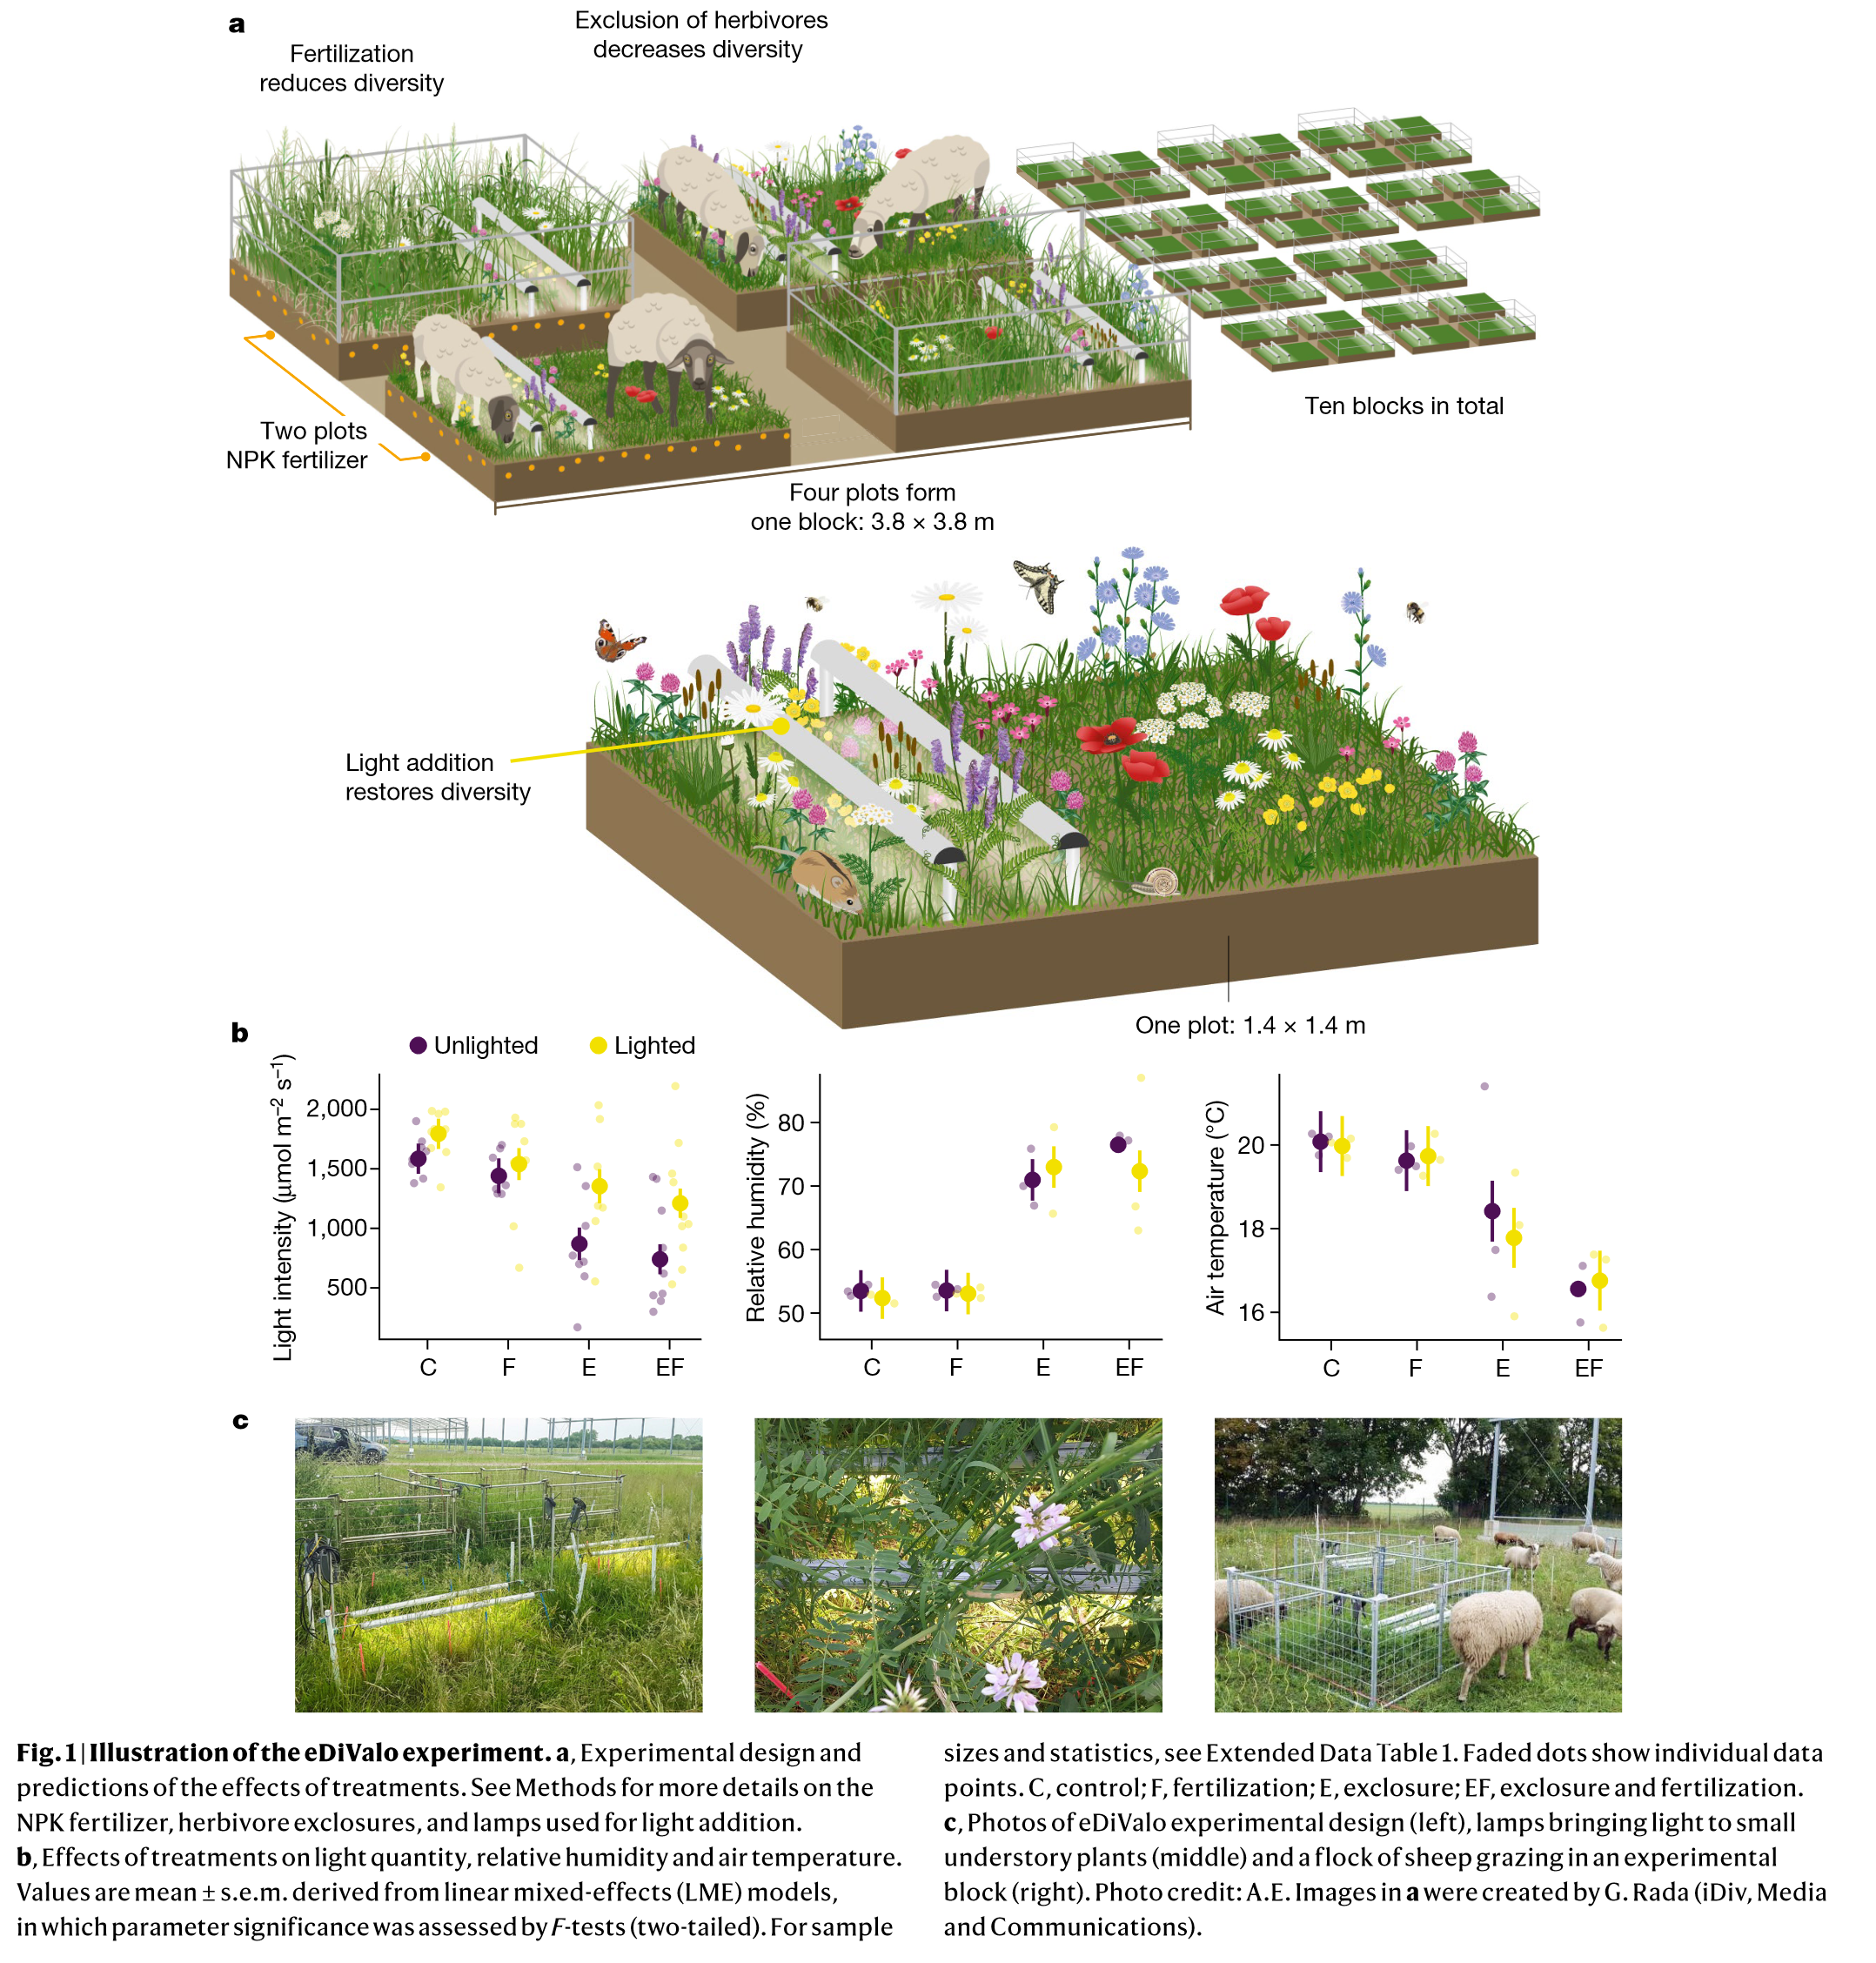 a
Exclusion of herbivores
decreases diversity
Fertilization
reduces diversity
Two plots
NPK fertilizer
Ten blocks in total
Four plots form
one block: 3.8 × 3.8 m
Light addition
restores diversity
One plot: 1.4 × 1.4 m
b
Unlighted
Lighted
Light intensity (μmol m⁻² s⁻¹)
2,000
1,500
1,000
500
C F E EF
Relative humidity (%)
80
70
60
50
C F E EF
Air temperature (°C)
20
18
16
C F E EF
c
Fig. 1 | Illustration of the eDiValo experiment. a, Experimental design and
predictions of the effects of treatments. See Methods for more details on the
NPK fertilizer, herbivore exclosures, and lamps used for light addition.
b, Effects of treatments on light quantity, relative humidity and air temperature.
Values are mean ± s.e.m. derived from linear mixed-effects (LME) models,
in which parameter significance was assessed by F-tests (two-tailed). For sample
sizes and statistics, see Extended Data Table 1. Faded dots show individual data
points. C, control; F, fertilization; E, exclosure; EF, exclosure and fertilization.
c, Photos of eDiValo experimental design (left), lamps bringing light to small
understory plants (middle) and a flock of sheep grazing in an experimental
block (right). Photo credit: A.E. Images in a were created by G. Rada (iDiv, Media
and Communications).